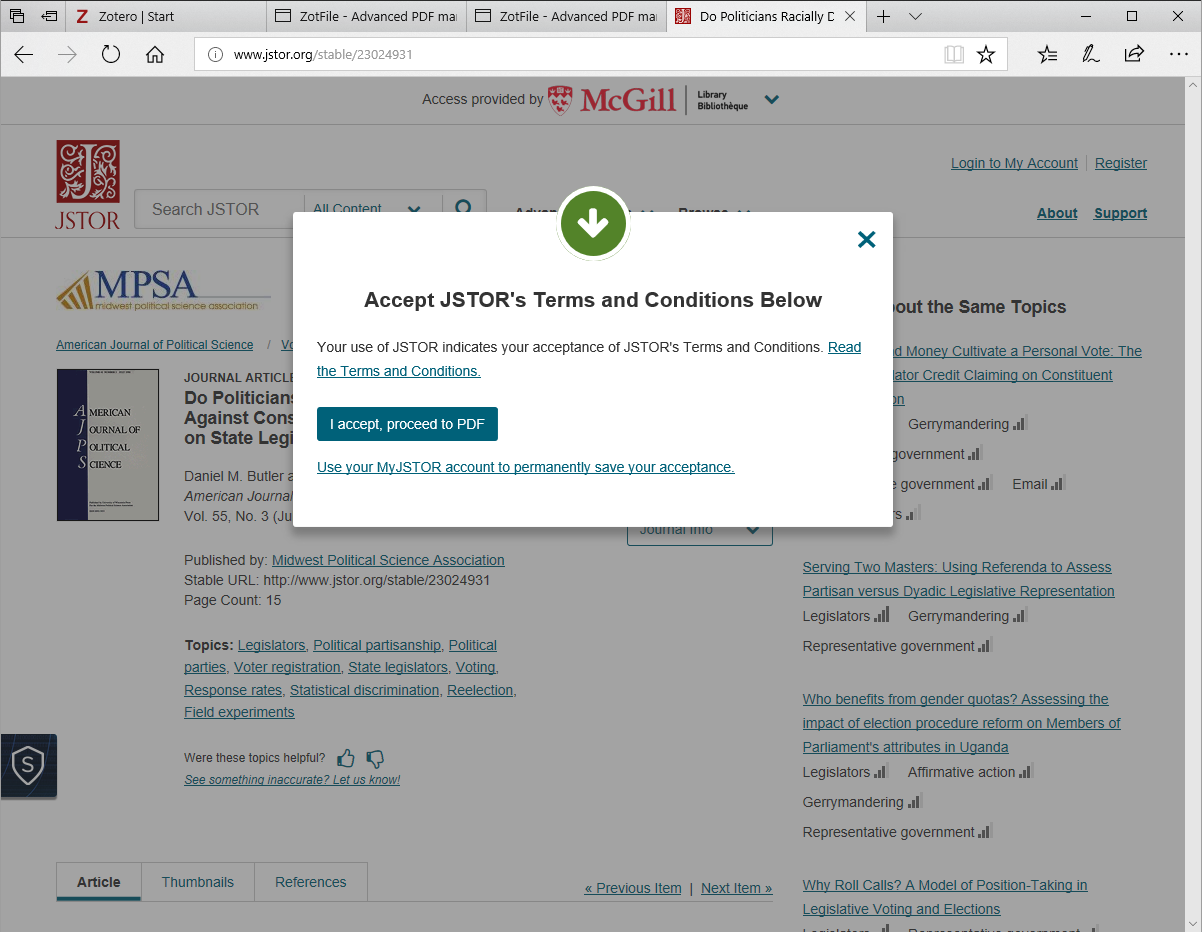 Zotero | Start
ZotFile - Advanced PDF mar
ZotFile - Advanced PDF mar
Do Politicians Racially D
www.jstor.org/stable/23024931
Access provided by McGill Library Bibliothèque
Login to My Account Register
JSTOR
Search JSTOR All Content
About Support
Accept JSTOR's Terms and Conditions Below
Your use of JSTOR indicates your acceptance of JSTOR's Terms and Conditions. Read
the Terms and Conditions.
I accept, proceed to PDF
Use your MyJSTOR account to permanently save your acceptance.
MPSA
midwest political science association
American Journal of Political Science /
AMERICAN
JOURNAL OF
POLITICAL
SCIENCE
JOURNAL ARTICLE
Do Politicians
Against Cons
on State Legi
Daniel M. Butler a
American Journal
Vol. 55, No. 3 (Ju
Published by: Midwest Political Science Association
Stable URL: http://www.jstor.org/stable/23024931
Page Count: 15
Topics: Legislators, Political partisanship, Political
parties, Voter registration, State legislators, Voting,
Response rates, Statistical discrimination, Reelection,
Field experiments
Were these topics helpful?
See something inaccurate? Let us know!
S
Article Thumbnails References
« Previous Item | Next Item »
Journal Info
out the Same Topics
d Money Cultivate a Personal Vote: The
lator Credit Claiming on Constituent
on
Gerrymandering
government
e government Email
rs
Serving Two Masters: Using Referenda to Assess
Partisan versus Dyadic Legislative Representation
Legislators Gerrymandering
Representative government
Who benefits from gender quotas? Assessing the
impact of election procedure reform on Members of
Parliament's attributes in Uganda
Legislators Affirmative action
Gerrymandering
Representative government
Why Roll Calls? A Model of Position-Taking in
Legislative Voting and Elections
Legislators Representative government